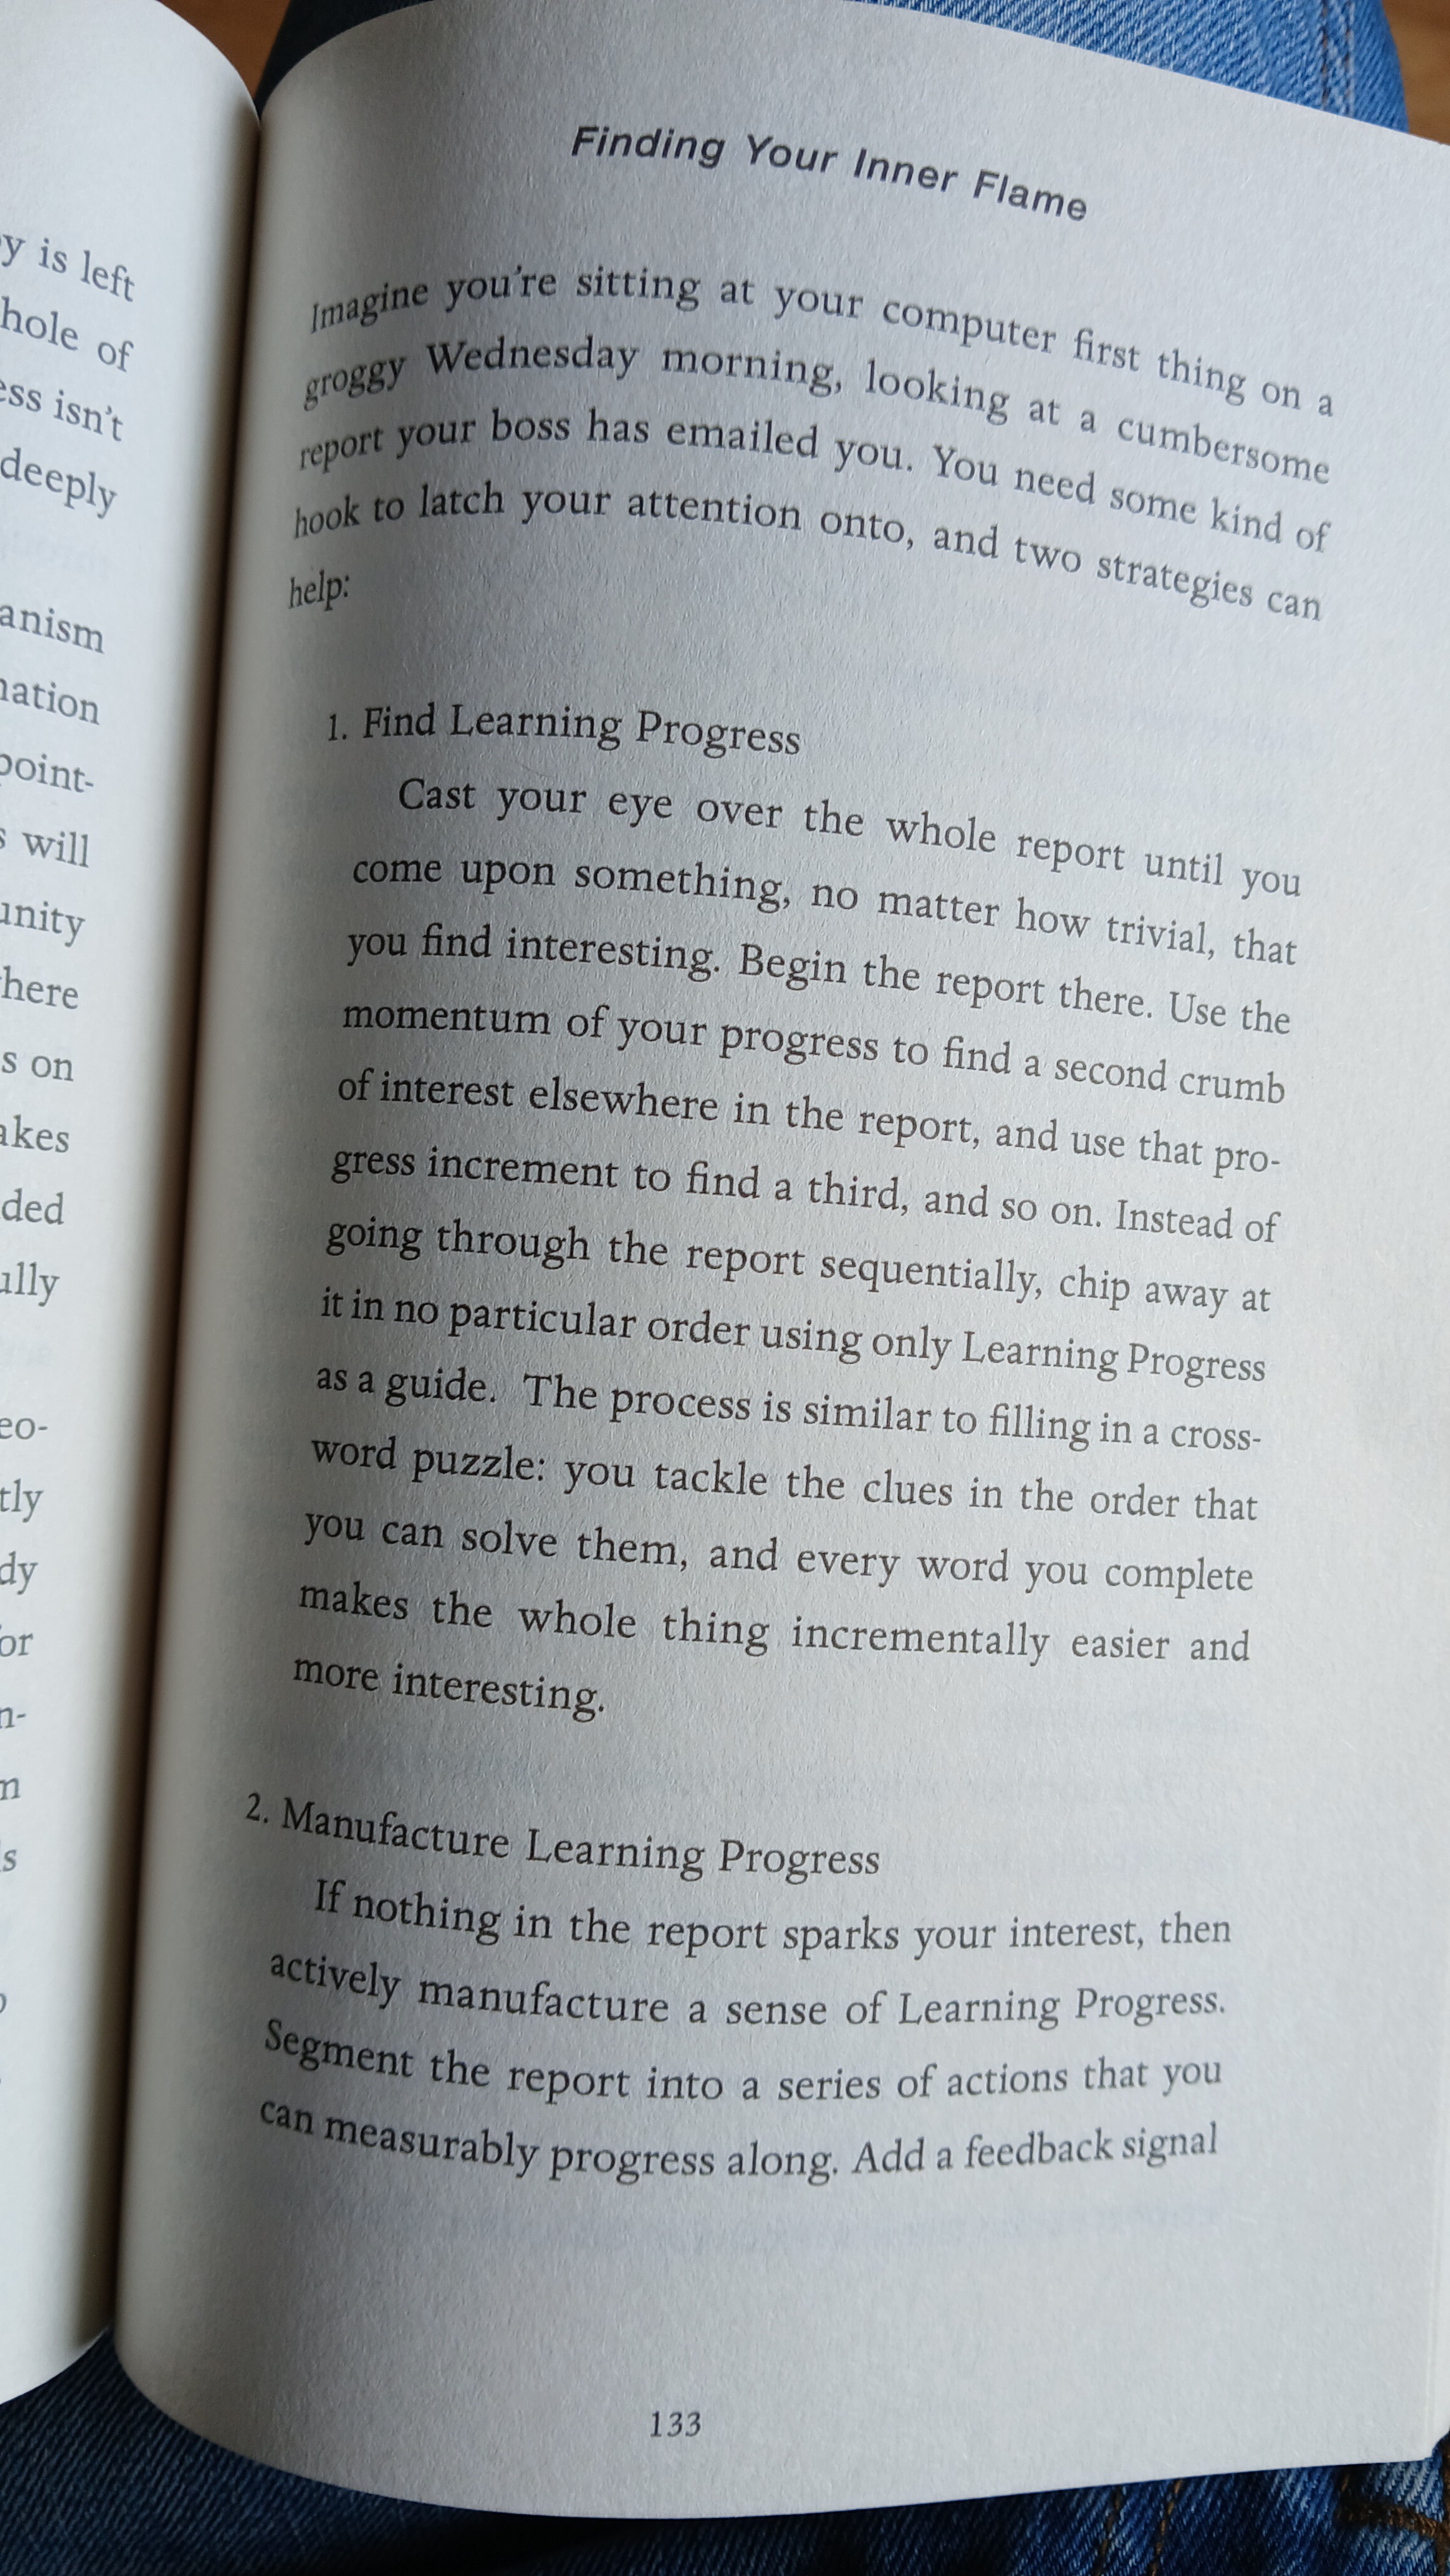 y is left
hole of
ess isn't
deeply
anism
nation
point-
s will
unity
here
s on
akes
ded
ully
eo-
tly
dy
or
n-
n
s
Finding Your Inner Flame
Imagine you're sitting at your computer first thing on a
groggy Wednesday morning, looking at a cumbersome
report your boss has emailed you. You need some kind of
hook to latch your attention onto, and two strategies can
help:
1. Find Learning Progress
Cast your eye over the whole report until you
come upon something, no matter how trivial, that
you find interesting. Begin the report there. Use the
momentum of your progress to find a second crumb
of interest elsewhere in the report, and use that pro-
gress increment to find a third, and so on. Instead of
going through the report sequentially, chip away at
it in no particular order using only Learning Progress
as a guide. The process is similar to filling in a cross-
word puzzle: you tackle the clues in the order that
you can solve them, and every word you complete
makes the whole thing incrementally easier and
more interesting.
2. Manufacture Learning Progress
If nothing in the report sparks your interest, then
actively manufacture a sense of Learning Progress.
Segment the report into a series of actions that you
can measurably progress along. Add a feedback signal
133